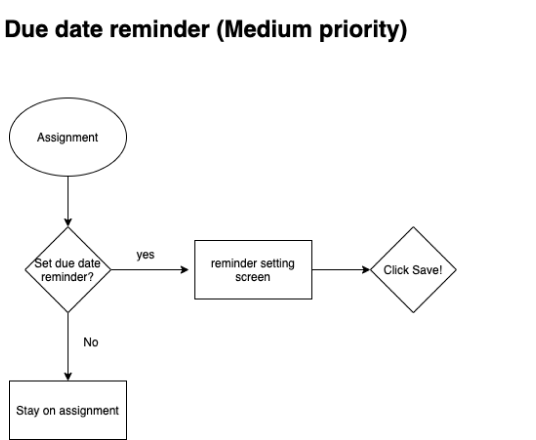 Due date reminder (Medium priority)
Assignment
Set due date
reminder?
yes
reminder setting
screen
Click Save!
No
Stay on assignment